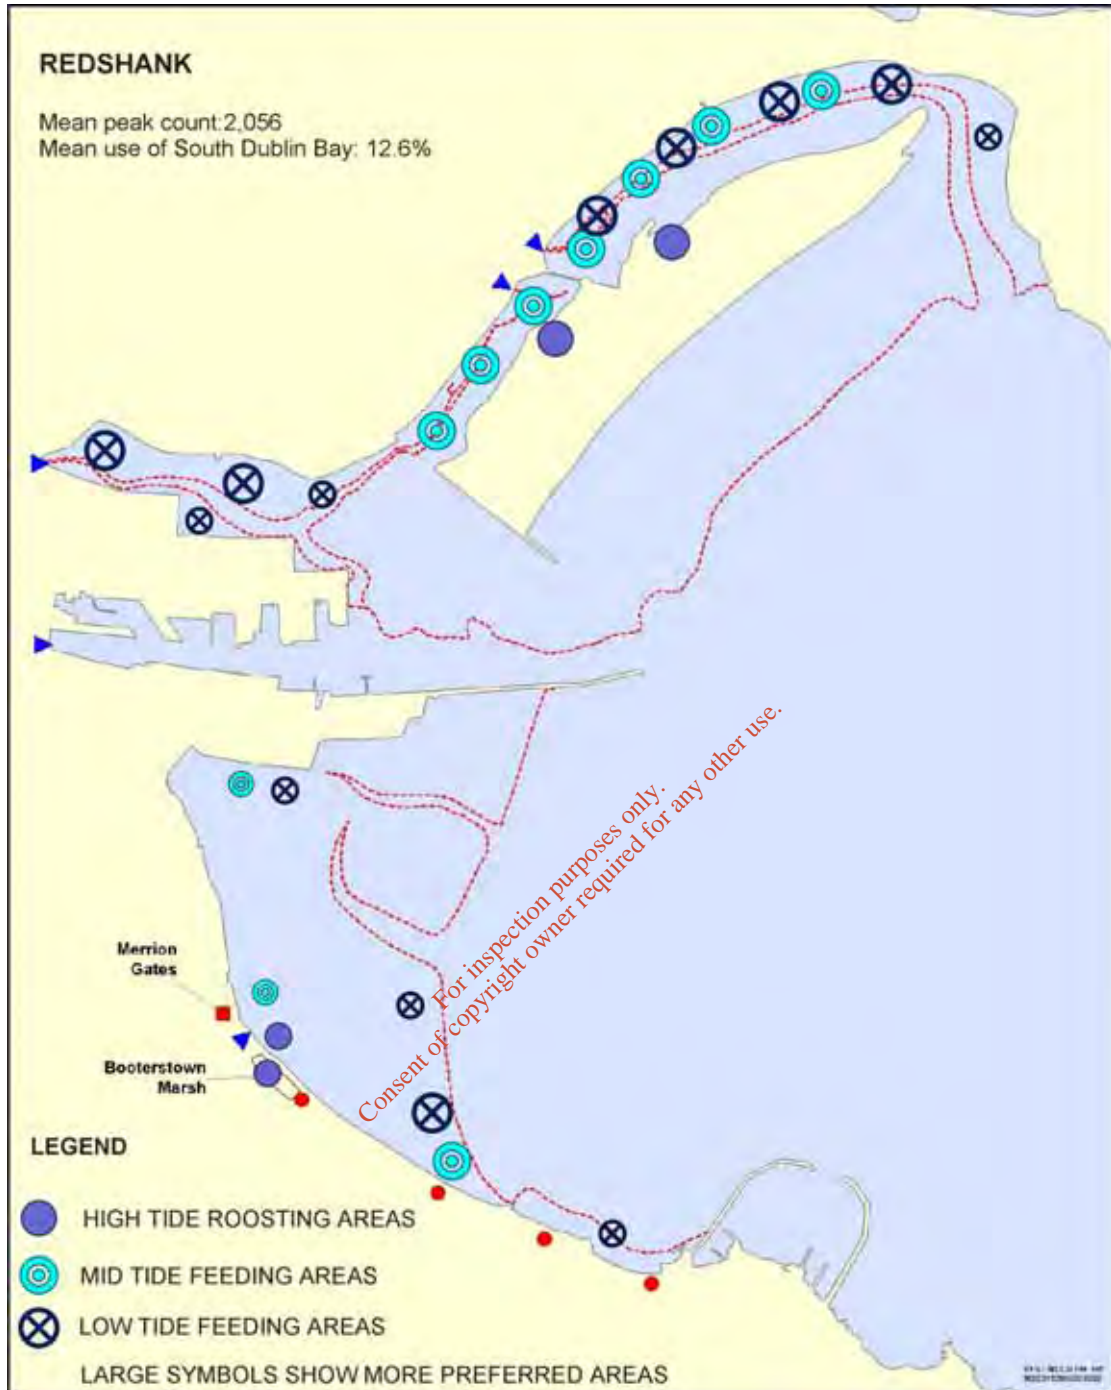 REDSHANK
Mean peak count:2,056
Mean use of South Dublin Bay: 12.6%
For inspection purposes only.
Consent of copyright owner required for any other use.
Merrion
Gates
Booterstown
Marsh
LEGEND
HIGH TIDE ROOSTING AREAS
MID TIDE FEEDING AREAS
LOW TIDE FEEDING AREAS
LARGE SYMBOLS SHOW MORE PREFERRED AREAS